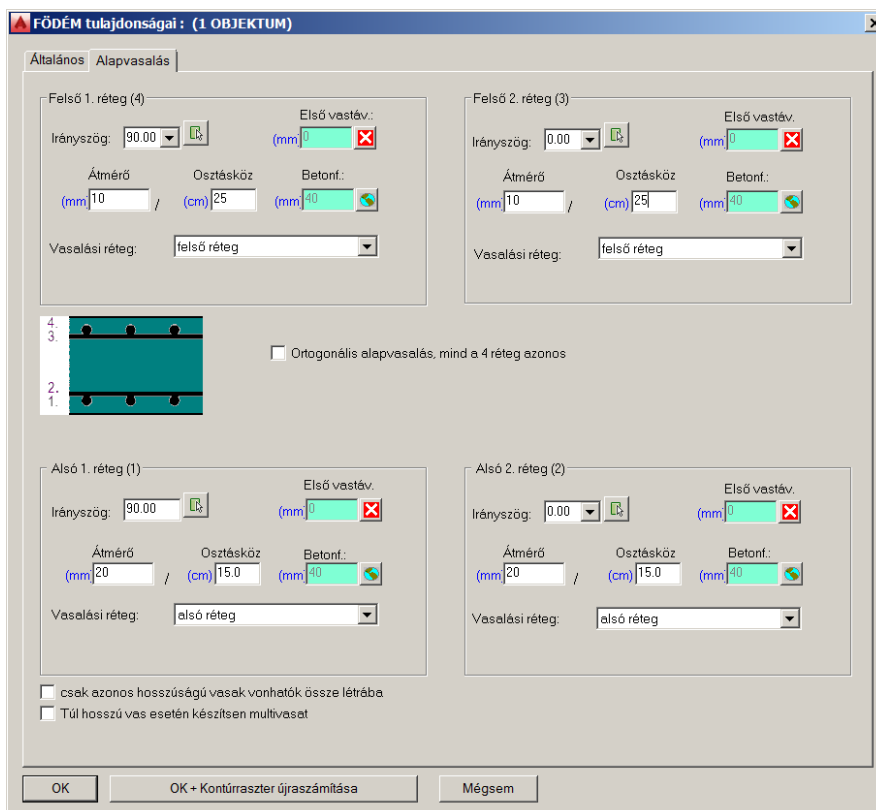 FÖDÉM tulajdonságai : (1 OBJEKTUM)
Általános Alapvasalás
Felső 1. réteg (4)
Irányszög: 90.00
Első vastáv.:
(mm) 0
Átmérő Osztásköz Betonf.:
(mm) 10 / (cm) 25 (mm) 40
Vasalási réteg: felső réteg
Felső 2. réteg (3)
Irányszög: 0.00
Első vastáv.
(mm) 0
Átmérő Osztásköz Betonf.:
(mm) 10 / (cm) 25 (mm) 40
Vasalási réteg: felső réteg
4.
3.
2.
1.
Ortogonális alapvasalás, mind a 4 réteg azonos
Alsó 1. réteg (1)
Irányszög: 90.00
Első vastáv.
(mm) 0
Átmérő Osztásköz Betonf.:
(mm) 20 / (cm) 15.0 (mm) 40
Vasalási réteg: alsó réteg
Alsó 2. réteg (2)
Irányszög: 0.00
Első vastáv.
(mm) 0
Átmérő Osztásköz Betonf.:
(mm) 20 / (cm) 15.0 (mm) 40
Vasalási réteg: alsó réteg
csak azonos hosszúságú vasak vonhatók össze létrába
Túl hosszú vas esetén készítsen multivasat
OK OK + Kontúrraszter újraszámítása Mégsem